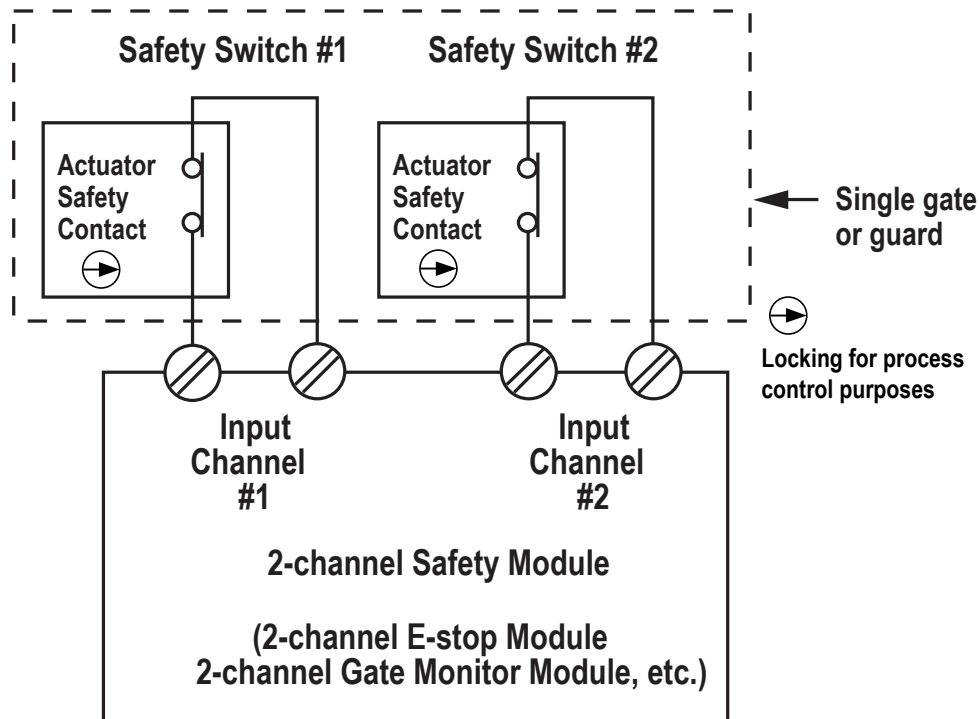 Safety Switch #1
Safety Switch #2
Actuator
Safety
Contact
Actuator
Safety
Contact
Single gate
or guard
Locking for process
control purposes
Input
Channel
#1
Input
Channel
#2
2-channel Safety Module
(2-channel E-stop Module
2-channel Gate Monitor Module, etc.)